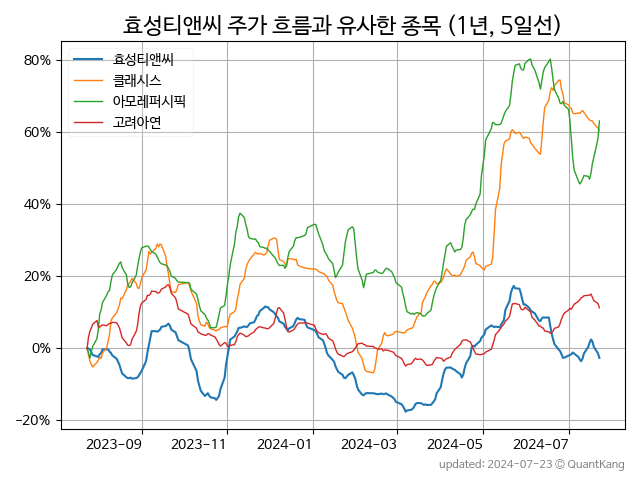 효성티앤씨 주가 흐름과 유사한 종목 (1년, 5일선)
효성티앤씨
클래시스
아모레퍼시픽
고려아연
80%
60%
40%
20%
0%
−20%
2023-09
2023-11
2024-01
2024-03
2024-05
2024-07
updated: 2024-07-23 © QuantKang